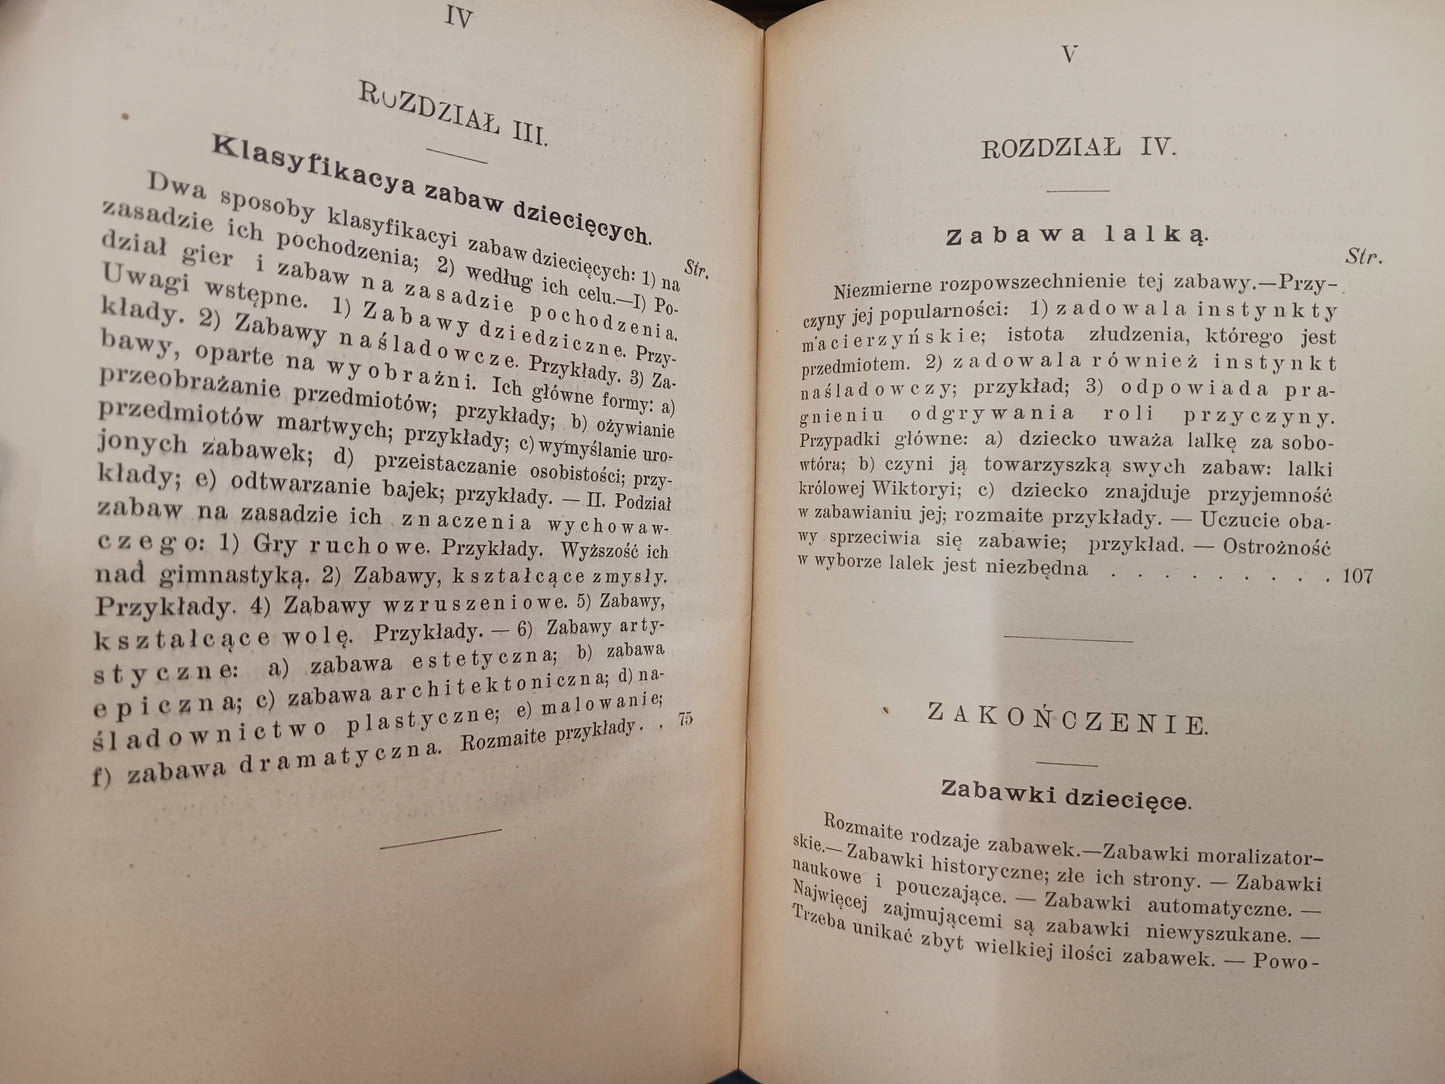 IV
ROZDZIAŁ III.
Klasyfikacya zabaw dziecięcych.
Str.
Dwa sposoby klasyfikacyi zabaw dziecięcych: 1) na
zasadzie ich pochodzenia; 2) według ich celu.—I) Po-
dział gier i zabaw na zasadzie pochodzenia.
Uwagi wstępne. 1) Zabawy dziedziczne. Przy-
kłady. 2) Zabawy naśladowcze. Przykłady. 3) Za-
bawy, oparte na wyobraźni. Ich główne formy: a)
przeobrażanie przedmiotów; przykłady; b) ożywianie
przedmiotów martwych; przykłady; c) wymyślanie uro-
jonych zabawek; d) przeistaczanie osobistości; przy-
kłady; e) odtwarzanie bajek; przykłady. — II. Podział
zabaw na zasadzie ich znaczenia wychowaw-
czego: 1) Gry ruchowe. Przykłady. Wyższość ich
nad gimnastyką. 2) Zabawy, kształcące zmysły.
Przykłady. 4) Zabawy wzruszeniowe. 5) Zabawy,
kształcące wolę. Przykłady. — 6) Zabawy arty-
styczne: a) zabawa estetyczna; b) zabawa
epiczna; c) zabawa architektoniczna; d) na-
śladownictwo plastyczne; e) malowanie;
f) zabawa dramatyczna. Rozmaite przykłady. . 75
V
ROZDZIAŁ IV.
Zabawa lalką.
Str.
Niezmierne rozpowszechnienie tej zabawy.—Przy-
czyny jej popularności: 1) zadowala instynkty
macierzyńskie; istota złudzenia, którego jest
przedmiotem. 2) zadowala również instynkt
naśladowczy; przykład; 3) odpowiada pra-
gnieniu odgrywania roli przyczyny.
Przypadki główne: a) dziecko uważa lalkę za sobo-
wtóra; b) czyni ją towarzyszką swych zabaw: lalki
królowej Wiktoryi; c) dziecko znajduje przyjemność
w zabawianiu jej; rozmaite przykłady. — Uczucie oba-
wy sprzeciwia się zabawie; przykład. — Ostrożność
w wyborze lalek jest niezbędna . . . . . . . . . 107
ZAKOŃCZENIE.
Zabawki dziecięce.
Rozmaite rodzaje zabawek.—Zabawki moralizator-
skie.— Zabawki historyczne; złe ich strony. — Zabawki
naukowe i pouczające. — Zabawki automatyczne. —
Najwięcej zajmującemi są zabawki niewyszukane. —
Trzeba unikać zbyt wielkiej ilości zabawek. — Powo-